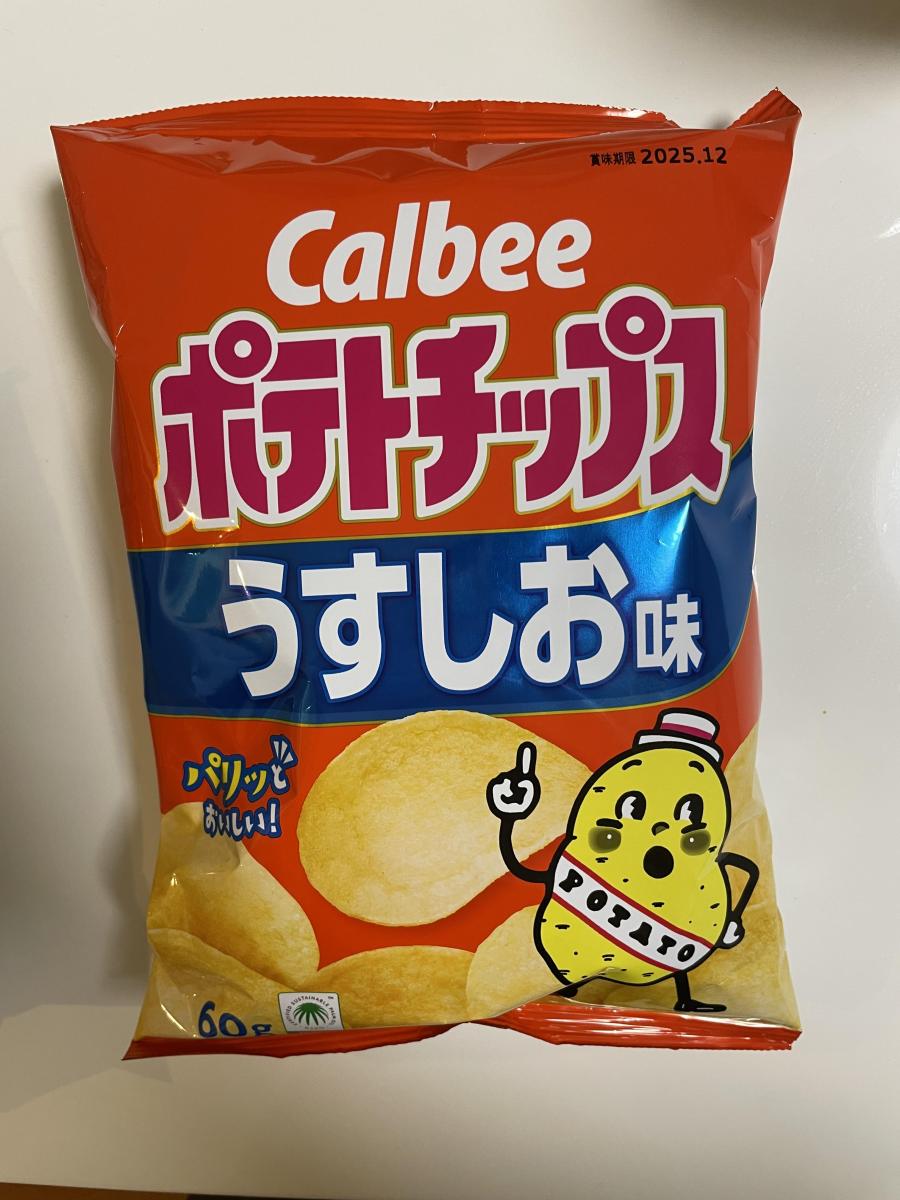 賞味期限 2025.12
Calbee
ポテトチップス
うすしお味
パリッと
おいしい!
POTATO
60g